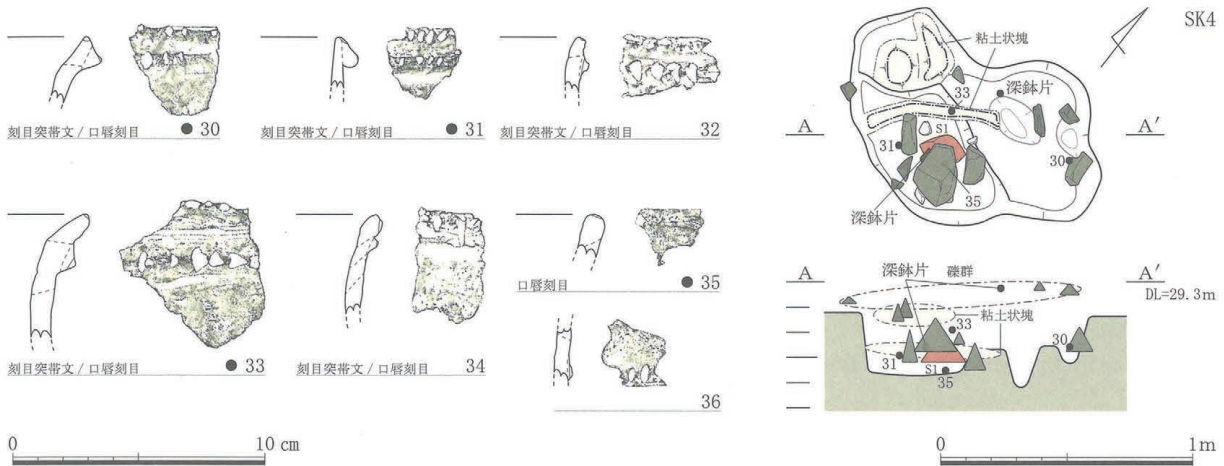 刻目突帯文/口唇刻目 ● 30
刻目突帯文/口唇刻目 ● 31
刻目突帯文/口唇刻目 32
刻目突帯文/口唇刻目 ● 33
刻目突帯文/口唇刻目 34
口唇刻目 ● 35
36
0 10 cm
SK4
粘土状塊
33
深鉢片
A A′
S1
31
30
35
深鉢片
A 深鉢片 礫群 A′
DL=29.3m
粘土状塊
33
30
31
S1
35
0 1m